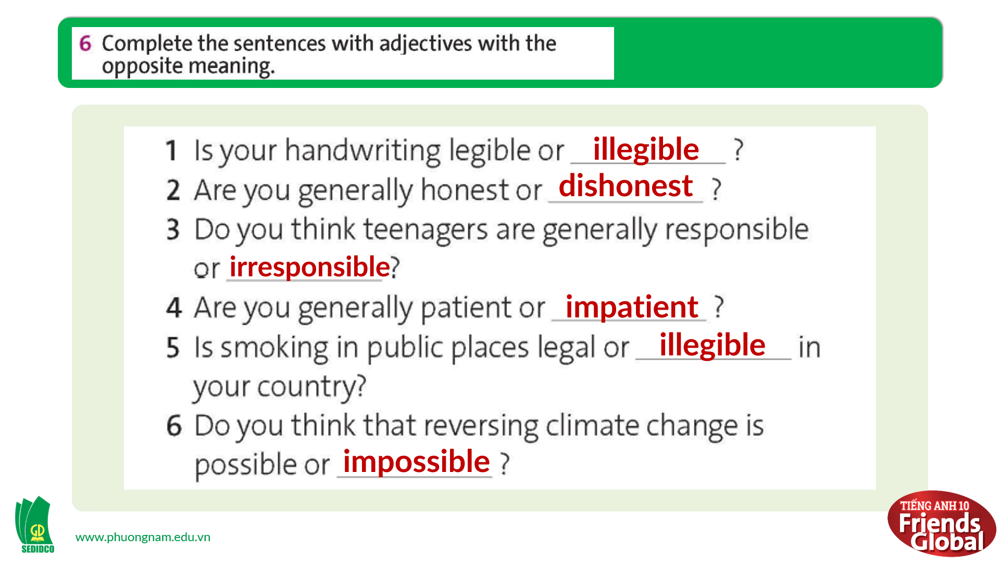 6 Complete the sentences with adjectives with the
opposite meaning.
1 Is your handwriting legible or illegible ?
2 Are you generally honest or dishonest ?
3 Do you think teenagers are generally responsible
or irresponsible?
4 Are you generally patient or impatient ?
5 Is smoking in public places legal or illegible in
your country?
6 Do you think that reversing climate change is
possible or impossible ?
GD
SEDIDCO
www.phuongnam.edu.vn
TIẾNG ANH 10
Friends
Global